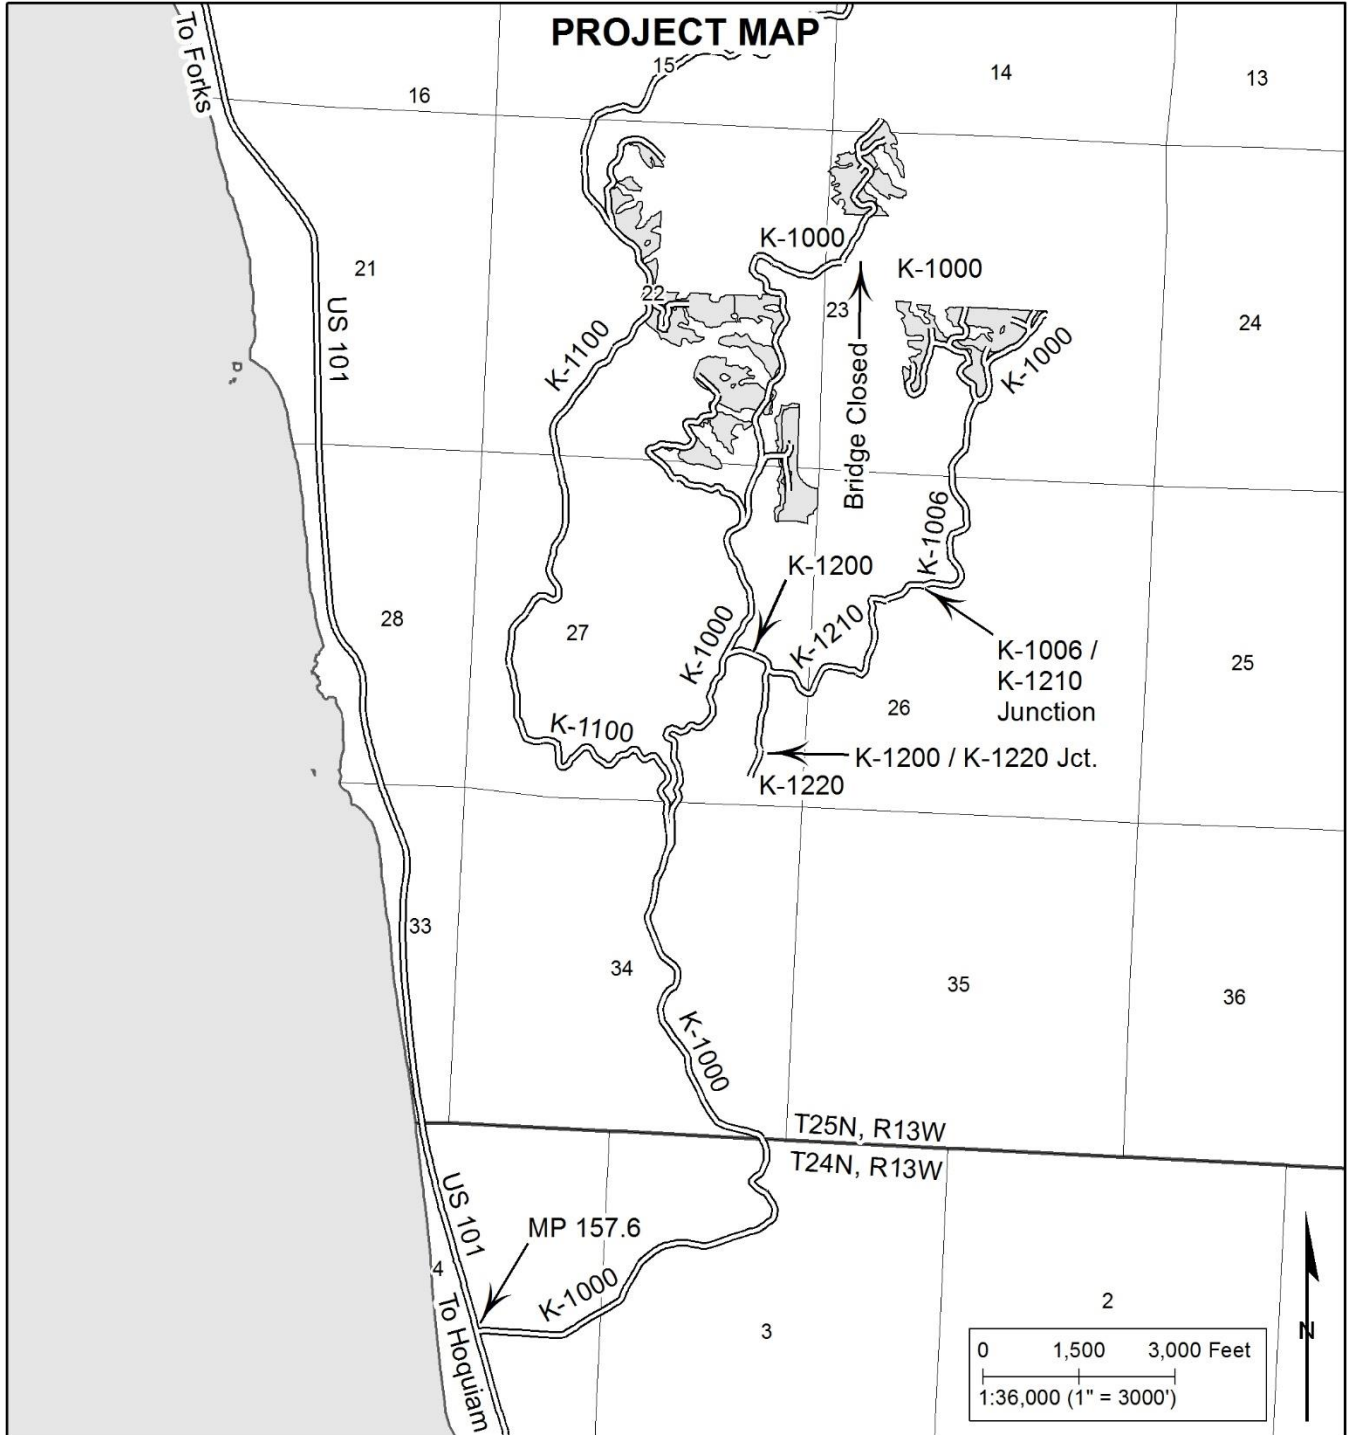 PROJECT MAP
To Forks
15
14
13
16
K-1000
K-1000
21
22
23
24
US 101
K-1100
K-1000
Bridge Closed
K-1006
K-1200
28
27
K-1000
K-1210
K-1006 /
K-1210
Junction
25
26
K-1100
K-1200 / K-1220 Jct.
K-1220
33
34
35
36
K-1000
T25N, R13W
T24N, R13W
US 101
MP 157.6
4
K-1000
To Hoquiam
3
2
N
0 1,500 3,000 Feet
1:36,000 (1" = 3000')